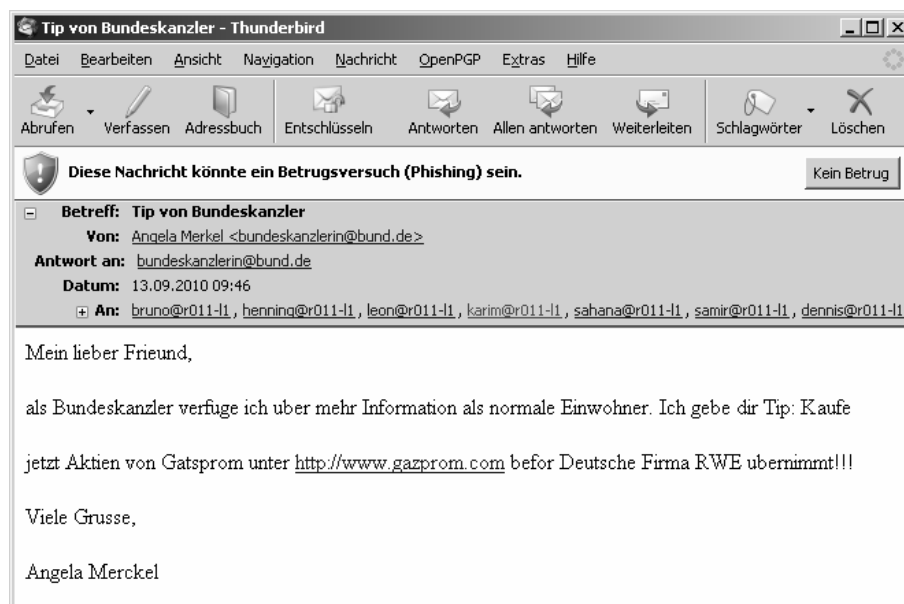 Tip von Bundeskanzler - Thunderbird
Datei Bearbeiten Ansicht Navigation Nachricht OpenPGP Extras Hilfe
Abrufen Verfassen Adressbuch Entschlüsseln Antworten Allen antworten Weiterleiten Schlagwörter Löschen
Diese Nachricht könnte ein Betrugsversuch (Phishing) sein. Kein Betrug
Betreff: Tip von Bundeskanzler
Von: Angela Merkel <bundeskanzlerin@bund.de>
Antwort an: bundeskanzlerin@bund.de
Datum: 13.09.2010 09:46
An: bruno@r011-l1, henning@r011-l1, leon@r011-l1, karim@r011-l1, sahana@r011-l1, samir@r011-l1, dennis@r011-l1
Mein lieber Frieund,
als Bundeskanzler verfuge ich uber mehr Information als normale Einwohner. Ich gebe dir Tip: Kaufe
jetzt Aktien von Gatsprom unter http://www.gazprom.com befor Deutsche Firma RWE ubernimmt!!!
Viele Grusse,
Angela Merckel